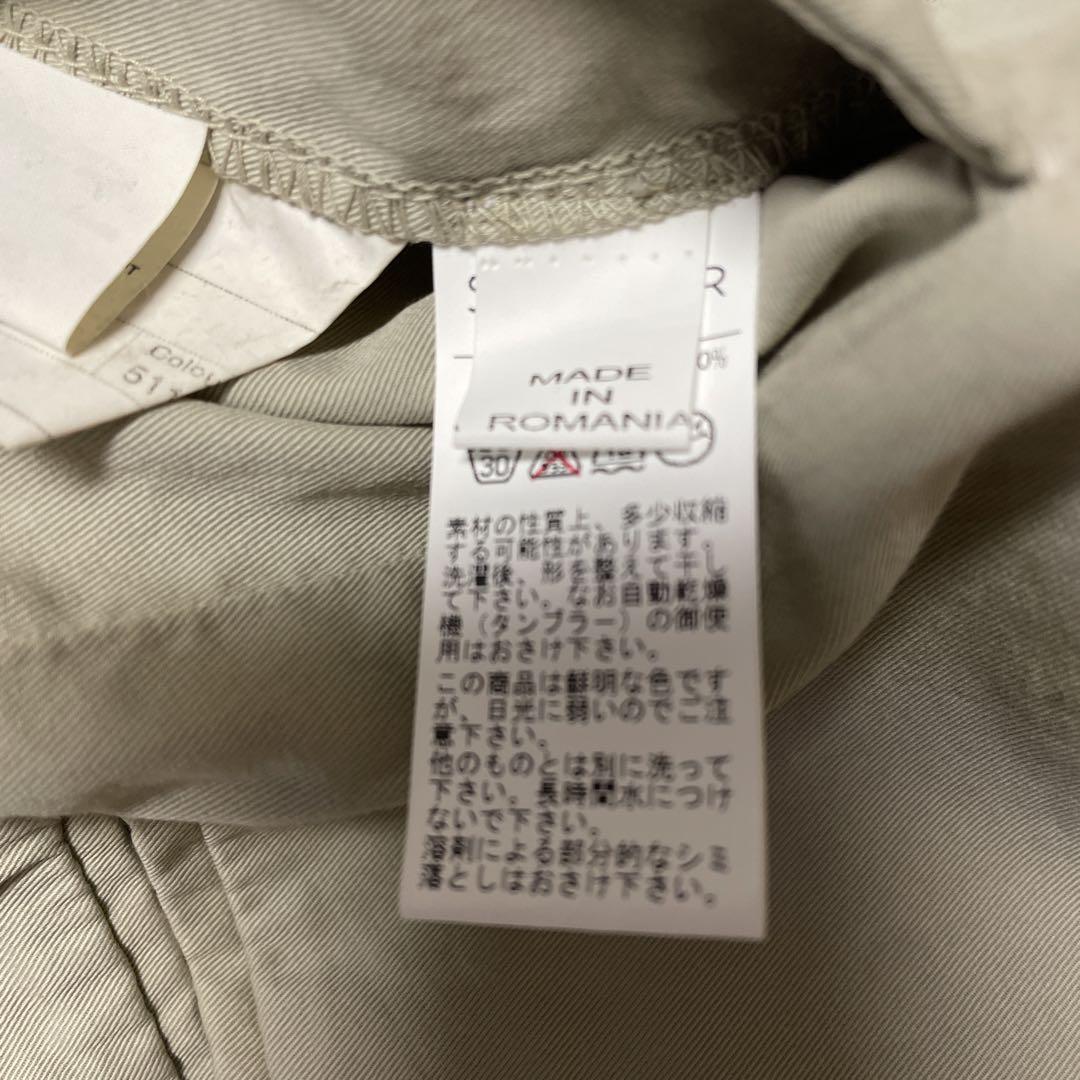 Colou
511
R
0%
MADE
IN
ROMANIA
30
素材の性質上、多少収縮
する可能性があります。
洗濯後、形を整えて干し
て下さい。なお自動乾燥
機（タンブラー）の御使
用はおさけ下さい。
この商品は鮮明な色です
が、日光に弱いのでご注
意下さい。
他のものとは別に洗って
下さい。長時間水につけ
ないで下さい。
溶剤による部分的なシミ
落としはおさけ下さい。